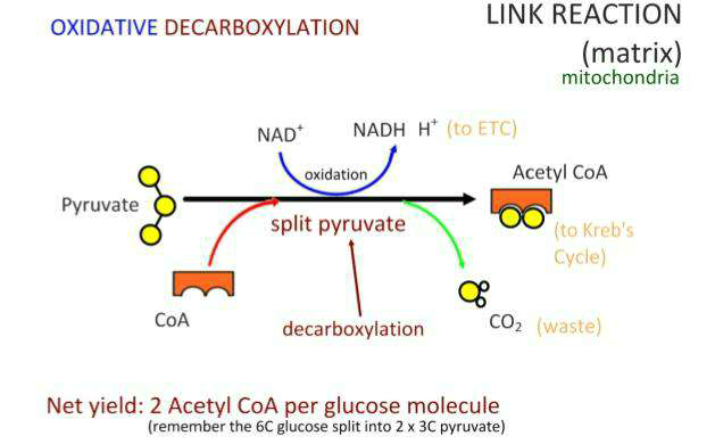 OXIDATIVE DECARBOXYLATION
LINK REACTION
(matrix)
mitochondria
NAD⁺
NADH H⁺ (to ETC)
oxidation
Acetyl CoA
Pyruvate
split pyruvate
(to Kreb's
Cycle)
CoA
decarboxylation
CO₂ (waste)
Net yield: 2 Acetyl CoA per glucose molecule
(remember the 6C glucose split into 2 x 3C pyruvate)